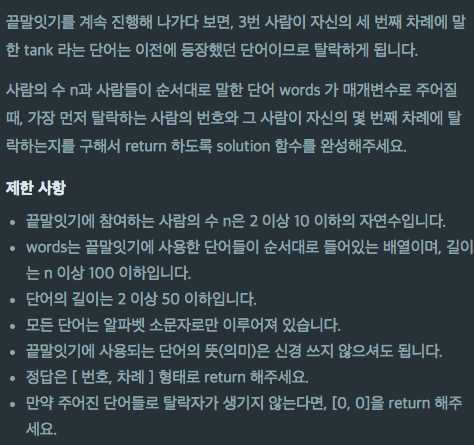 끝말잇기를 계속 진행해 나가다 보면, 3번 사람이 자신의 세 번째 차례에 말
한 tank 라는 단어는 이전에 등장했던 단어이므로 탈락하게 됩니다.
사람의 수 n과 사람들이 순서대로 말한 단어 words 가 매개변수로 주어질
때, 가장 먼저 탈락하는 사람의 번호와 그 사람이 자신의 몇 번째 차례에 탈
락하는지를 구해서 return 하도록 solution 함수를 완성해주세요.
제한 사항
• 끝말잇기에 참여하는 사람의 수 n은 2 이상 10 이하의 자연수입니다.
• words는 끝말잇기에 사용한 단어들이 순서대로 들어있는 배열이며, 길이
는 n 이상 100 이하입니다.
• 단어의 길이는 2 이상 50 이하입니다.
• 모든 단어는 알파벳 소문자로만 이루어져 있습니다.
• 끝말잇기에 사용되는 단어의 뜻(의미)은 신경 쓰지 않으셔도 됩니다.
• 정답은 [ 번호, 차례 ] 형태로 return 해주세요.
• 만약 주어진 단어들로 탈락자가 생기지 않는다면, [0, 0]을 return 해주
세요.